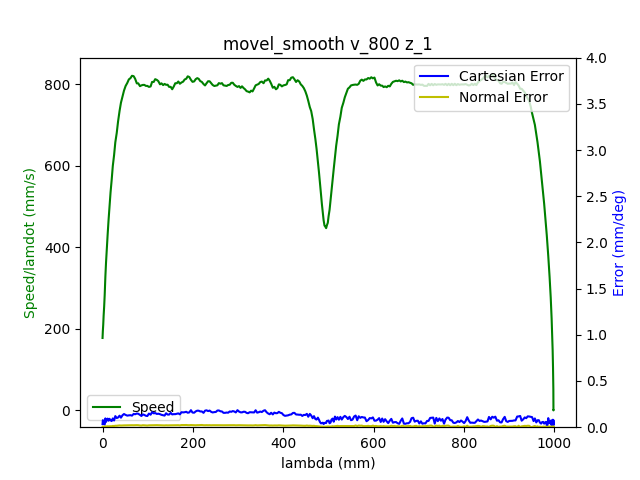 movel_smooth v_800 z_1
Cartesian Error
Normal Error
Speed
Speed/lamdot (mm/s)
800
600
400
200
0
Error (mm/deg)
4.0
3.5
3.0
2.5
2.0
1.5
1.0
0.5
0.0
0 200 400 600 800 1000
lambda (mm)